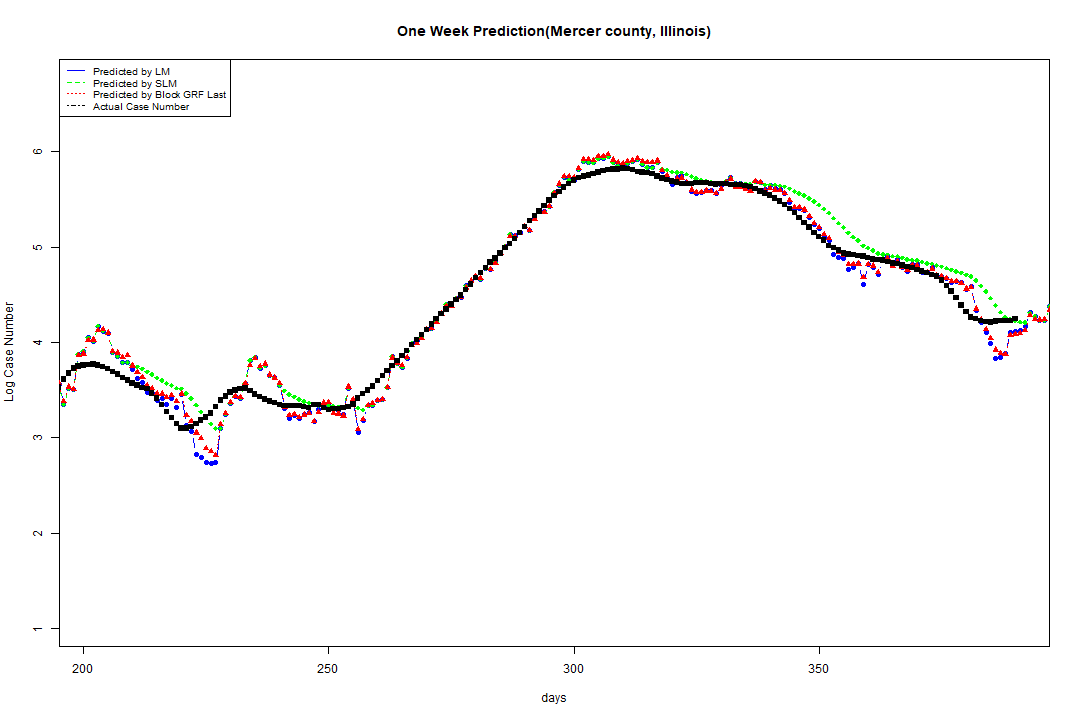 One Week Prediction(Mercer county, Illinois)
Predicted by LM
Predicted by SLM
Predicted by Block GRF Last
Actual Case Number
Log Case Number
6
5
4
3
2
1
200 250 300 350
days